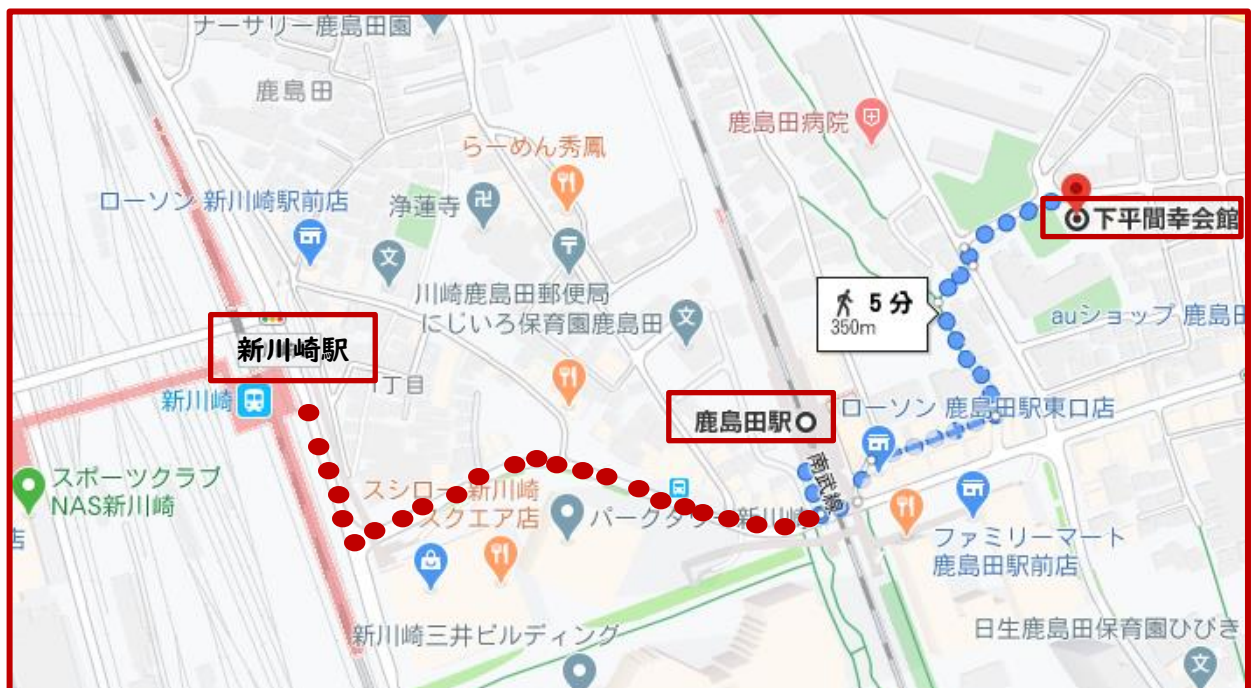 ナーサリー鹿島田園
鹿島田
鹿島田病院
らーめん秀鳳
ローソン 新川崎駅前店
浄蓮寺
下平間幸会館
川崎鹿島田郵便局
にじいろ保育園鹿島田
5 分
350m
auショップ 鹿島田
新川崎駅
1丁目
新川崎
鹿島田駅
ローソン 鹿島田駅東口店
南武線
スポーツクラブ
NAS新川崎
店
スシロー 新川崎
スクエア店
パークタワー新川崎
ファミリーマート
鹿島田駅前店
新川崎三井ビルディング
日生鹿島田保育園ひびき